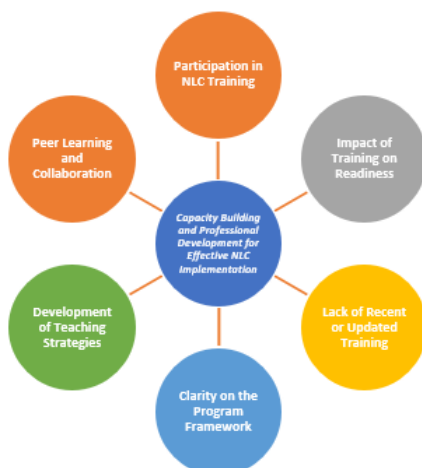 Participation in
NLC Training
Peer Learning
and
Collaboration
Impact of
Training on
Readiness
Capacity Building
and Professional
Development for
Effective NLC
Implementation
Development
of Teaching
Strategies
Lack of Recent
or Updated
Training
Clarity on the
Program
Framework